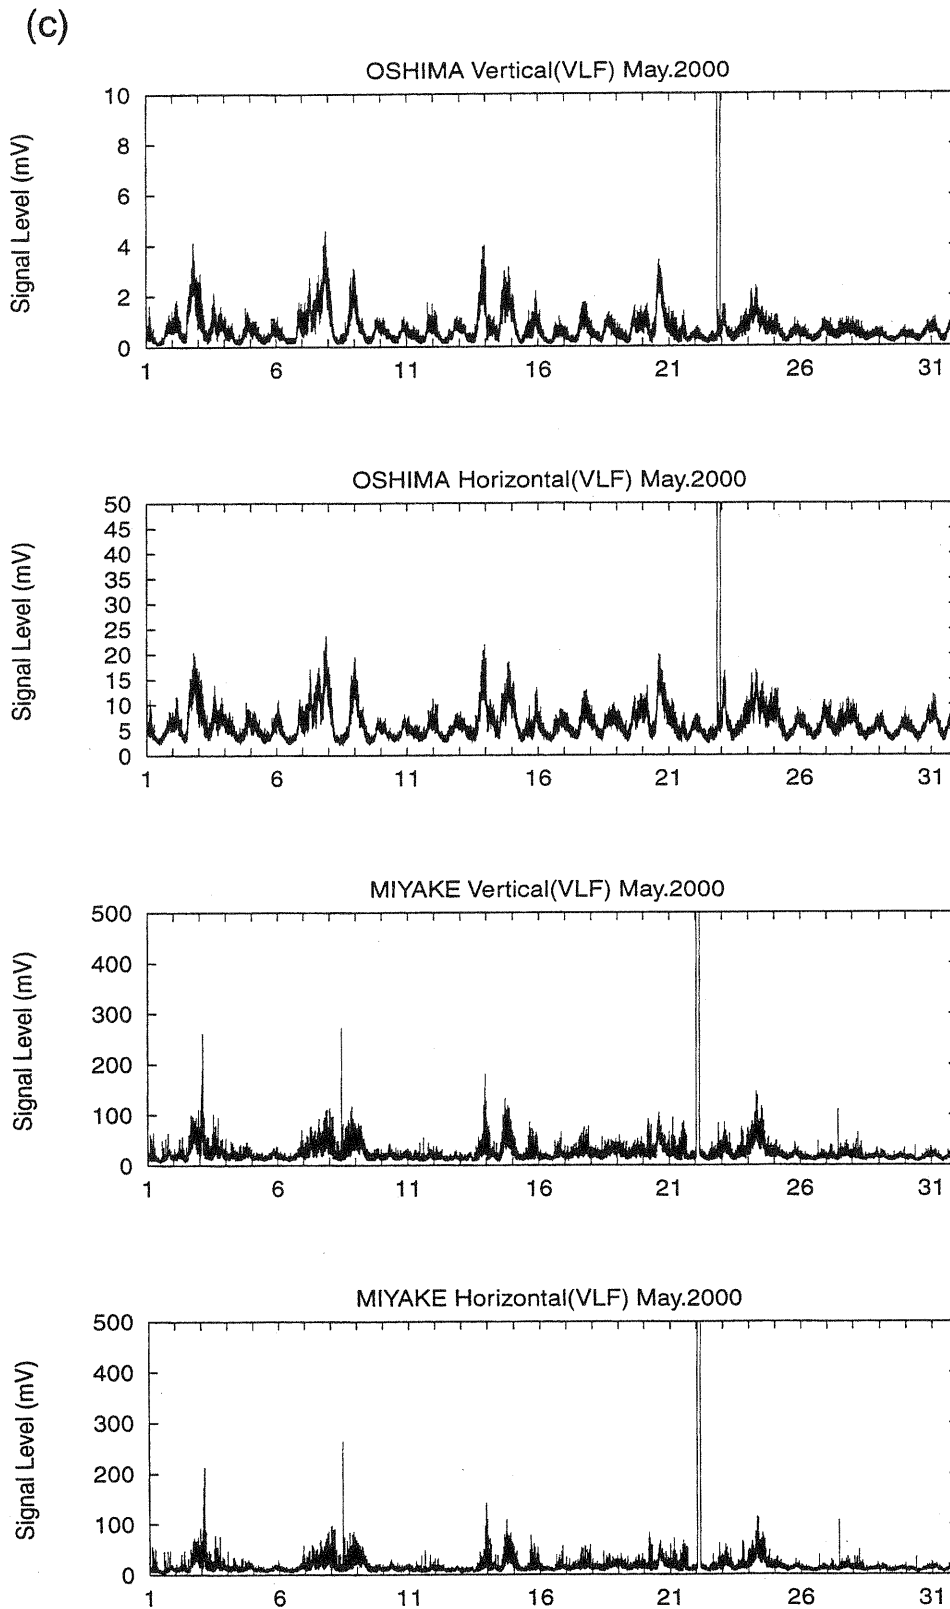 (c)
OSHIMA Vertical(VLF) May.2000
Signal Level (mV)
10
8
6
4
2
0
1 6 11 16 21 26 31
OSHIMA Horizontal(VLF) May.2000
Signal Level (mV)
50
45
40
35
30
25
20
15
10
5
0
1 6 11 16 21 26 31
MIYAKE Vertical(VLF) May.2000
Signal Level (mV)
500
400
300
200
100
0
1 6 11 16 21 26 31
MIYAKE Horizontal(VLF) May.2000
Signal Level (mV)
500
400
300
200
100
0
1 6 11 16 21 26 31